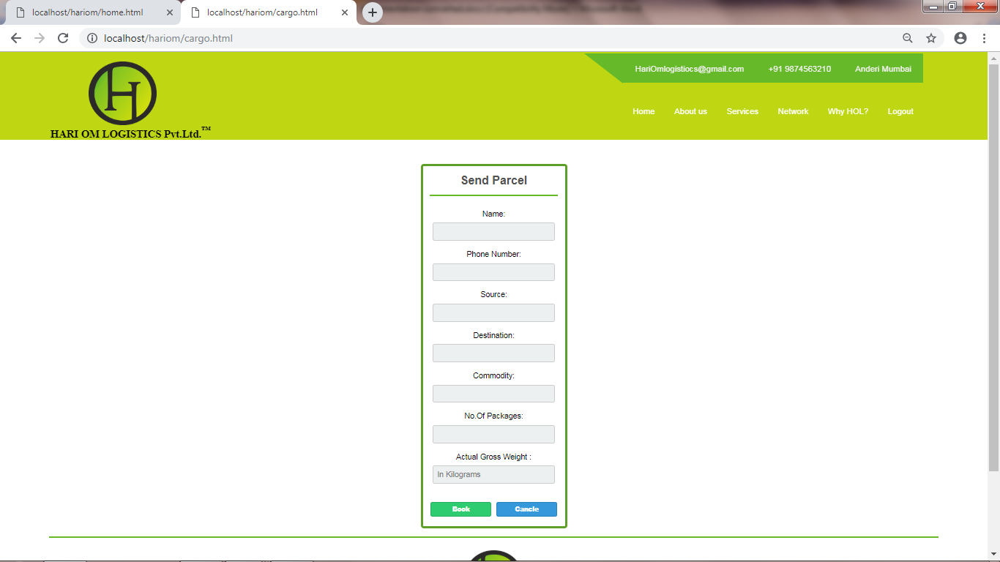 localhost/hariom/home.html
localhost/hariom/cargo.html
localhost/hariom/cargo.html
HariOmlogistiocs@gmail.com +91 9874563210 Anderi Mumbai
H
Home About us Services Network Why HOL? Logout
HARI OM LOGISTICS Pvt.Ltd.™
Send Parcel
Name:
Phone Number:
Source:
Destination:
Commodity:
No.Of Packages:
Actual Gross Weight :
In Kilograms
Book Cancle